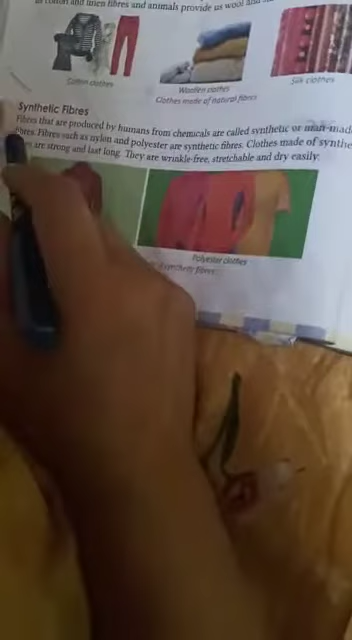 cotton and linen fibres and animals provide us wool and
Cotton clothes
Woollen clothes
Silk clothes
Clothes made of natural fibres
Synthetic Fibres
Fibres that are produced by humans from chemicals are called synthetic or man-mad
fibres. Fibres such as nylon and polyester are synthetic fibres. Clothes made of synthe
are strong and last long. They are wrinkle-free, stretchable and dry easily.
Polyester clothes
synthetic fibres